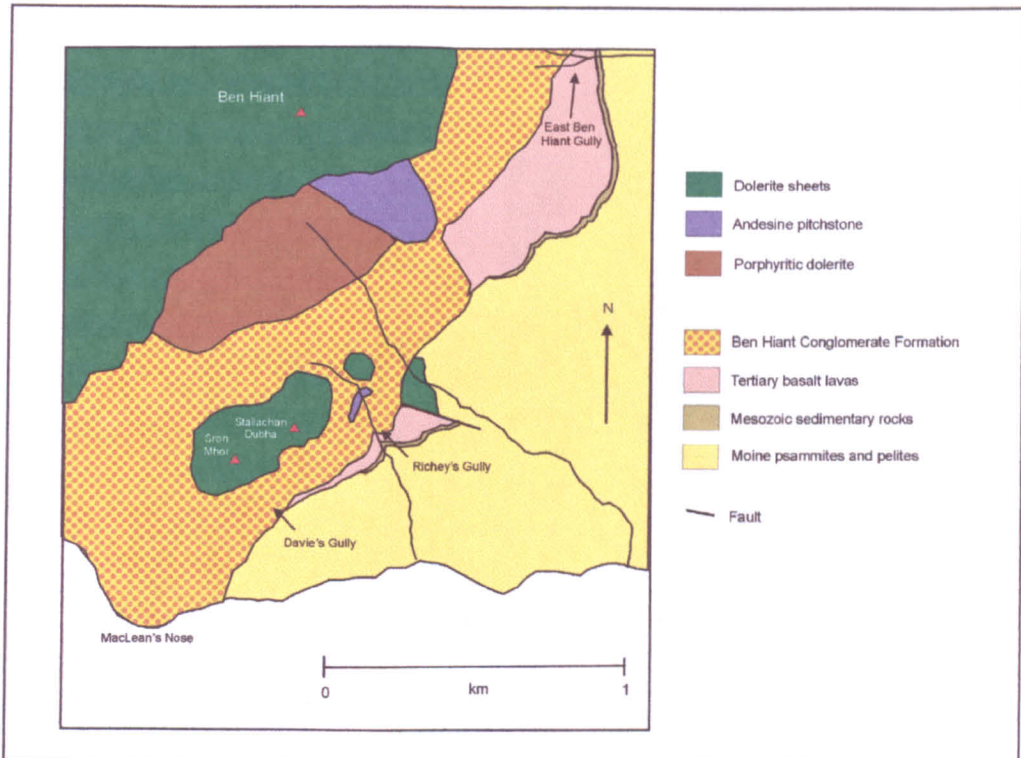 Ben Hiant
East Ben
Hiant Gully
Stallachan
Dubha
Sron
Mhor
Richey's Gully
Davie's Gully
MacLean's Nose
N
0
km
1
Dolerite sheets
Andesine pitchstone
Porphyritic dolerite
Ben Hiant Conglomerate Formation
Tertiary basalt lavas
Mesozoic sedimentary rocks
Moine psammites and pelites
Fault